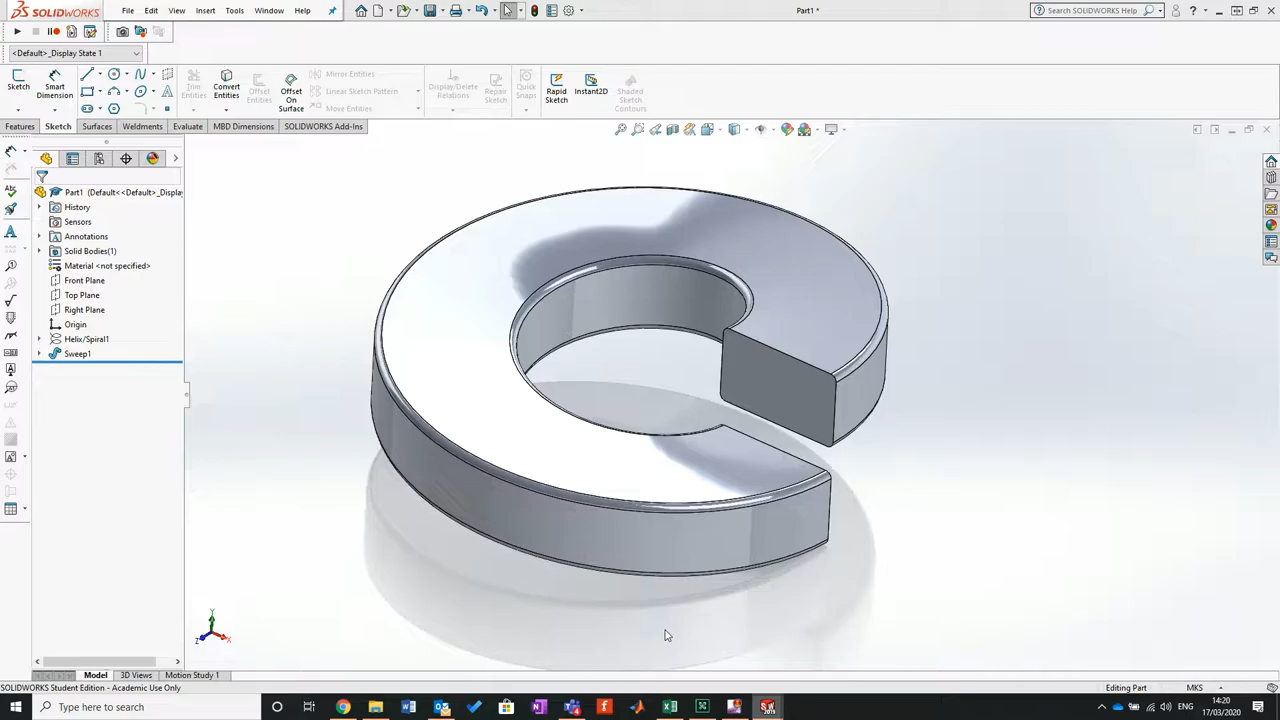 SOLIDWORKS File Edit View Insert Tools Window Help Part1 * Search SOLIDWORKS Help
<Default>_Display State 1
Sketch Smart Dimension Trim Entities Convert Entities Offset Entities Offset On Surface Mirror Entities Linear Sketch Pattern Move Entities Display/Delete Relations Repair Sketch Quick Snaps Rapid Sketch Instant2D Shaded Sketch Contours
Features Sketch Surfaces Weldments Evaluate MBD Dimensions SOLIDWORKS Add-Ins
Part1 (Default<<Default>_Display
History
Sensors
Annotations
Solid Bodies(1)
Material <not specified>
Front Plane
Top Plane
Right Plane
Origin
Helix/Spiral1
Sweep1
Y
Z X
Model 3D Views Motion Study 1
SOLIDWORKS Student Edition - Academic Use Only Editing Part MKS
Type here to search ENG 14:20
17/03/2020